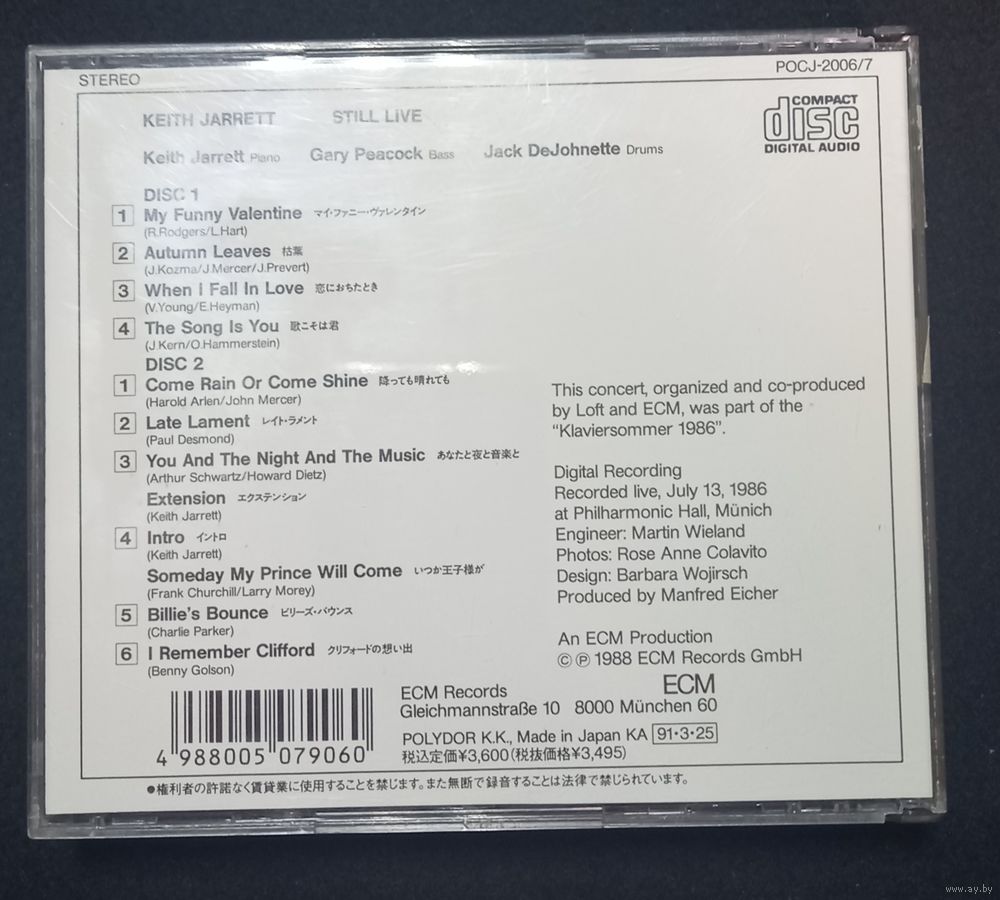 STEREO
POCJ-2006/7
KEITH JARRETT STILL LIVE
COMPACT
disc
DIGITAL AUDIO
Keith Jarrett Piano Gary Peacock Bass Jack DeJohnette Drums
DISC 1
1 My Funny Valentine マイ・ファニー・ヴァレンタイン
(R.Rodgers/L.Hart)
2 Autumn Leaves 枯葉
(J.Kozma/J.Mercer/J.Prevert)
3 When I Fall In Love 恋におちたとき
(V.Young/E.Heyman)
4 The Song Is You 歌こそは君
(J.Kern/O.Hammerstein)
DISC 2
1 Come Rain Or Come Shine 降っても晴れても
(Harold Arlen/John Mercer)
2 Late Lament レイト・ラメント
(Paul Desmond)
3 You And The Night And The Music あなたと夜と音楽と
(Arthur Schwartz/Howard Dietz)
Extension エクステンション
(Keith Jarrett)
4 Intro イントロ
(Keith Jarrett)
Someday My Prince Will Come いつか王子様が
(Frank Churchill/Larry Morey)
5 Billie's Bounce ビリーズ・バウンス
(Charlie Parker)
6 I Remember Clifford クリフォードの想い出
(Benny Golson)
This concert, organized and co-produced
by Loft and ECM, was part of the
“Klaviersommer 1986”.
Digital Recording
Recorded live, July 13, 1986
at Philharmonic Hall, Münich
Engineer: Martin Wieland
Photos: Rose Anne Colavito
Design: Barbara Wojirsch
Produced by Manfred Eicher
An ECM Production
© ℗ 1988 ECM Records GmbH
ECM
ECM Records
Gleichmannstraße 10 8000 München 60
POLYDOR K.K., Made in Japan KA 91・3・25
税込定価¥3,600(税抜価格¥3,495)
4 988005 079060
●権利者の許諾なく賃貸業に使用することを禁じます。また無断で録音することは法律で禁じられています。
www.ay.by